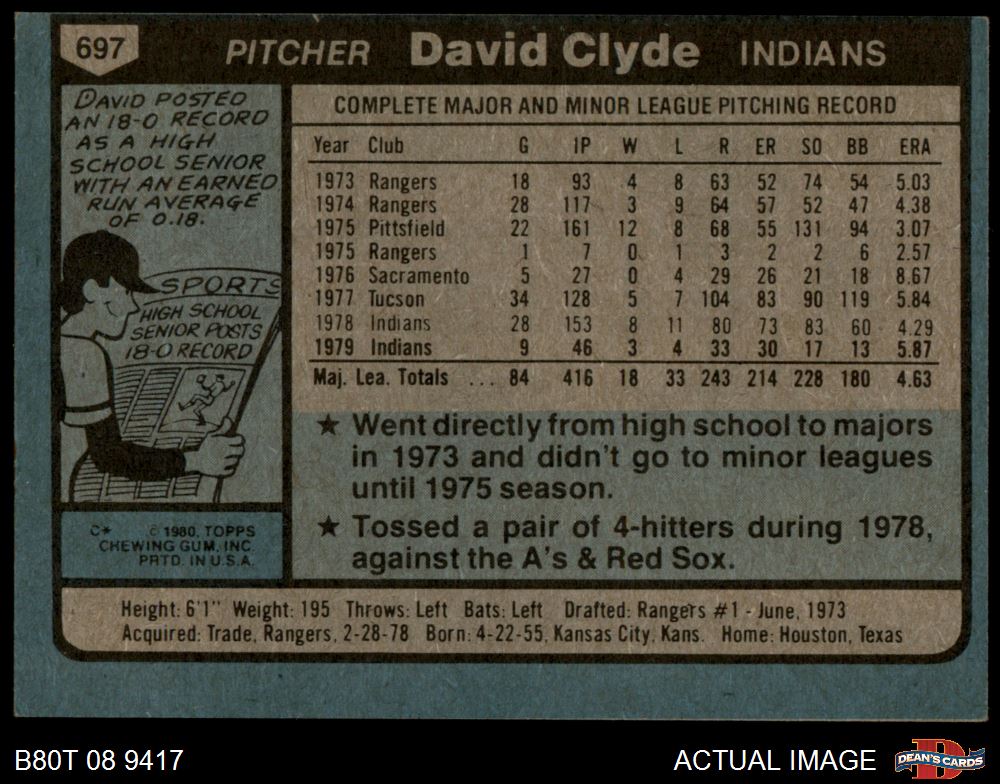 697 PITCHER David Clyde INDIANS
DAVID POSTED
AN 18-0 RECORD
AS A HIGH
SCHOOL SENIOR
WITH AN EARNED
RUN AVERAGE
OF 0.18.
SPORTS
HIGH SCHOOL
SENIOR POSTS
18-0 RECORD
C* © 1980, TOPPS
CHEWING GUM, INC.
PRTD. IN U.S.A.
COMPLETE MAJOR AND MINOR LEAGUE PITCHING RECORD
Year Club G IP W L R ER SO BB ERA
1973 Rangers 18 93 4 8 63 52 74 54 5.03
1974 Rangers 28 117 3 9 64 57 52 47 4.38
1975 Pittsfield 22 161 12 8 68 55 131 94 3.07
1975 Rangers 1 7 0 1 3 2 2 6 2.57
1976 Sacramento 5 27 0 4 29 26 21 18 8.67
1977 Tucson 34 128 5 7 104 83 90 119 5.84
1978 Indians 28 153 8 11 80 73 83 60 4.29
1979 Indians 9 46 3 4 33 30 17 13 5.87
Maj. Lea. Totals ... 84 416 18 33 243 214 228 180 4.63
★ Went directly from high school to majors
in 1973 and didn't go to minor leagues
until 1975 season.
★ Tossed a pair of 4-hitters during 1978,
against the A's & Red Sox.
Height: 6'1" Weight: 195 Throws: Left Bats: Left Drafted: Rangers #1 - June, 1973
Acquired: Trade, Rangers, 2-28-78 Born: 4-22-55, Kansas City, Kans. Home: Houston, Texas
B80T 08 9417 ACTUAL IMAGE D DEAN'S CARDS